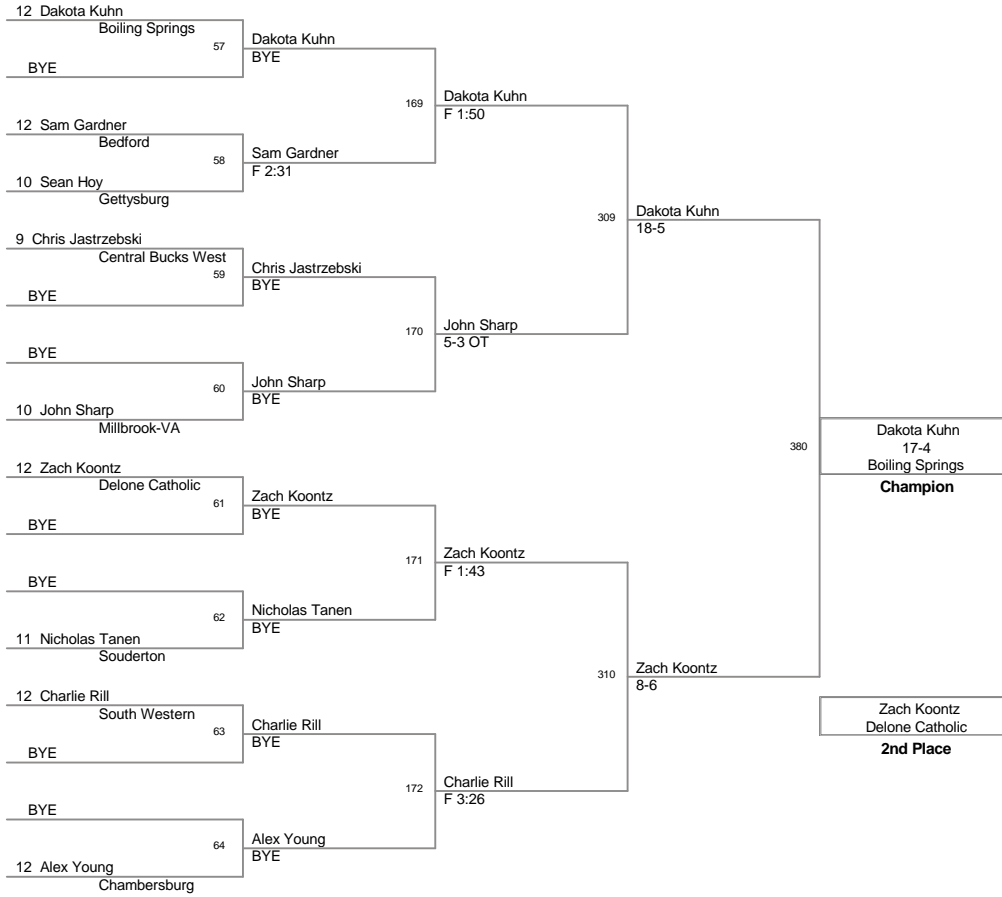 12 Dakota Kuhn
Boiling Springs
57
Dakota Kuhn
BYE
BYE
169
Dakota Kuhn
F 1:50
12 Sam Gardner
Bedford
58
Sam Gardner
F 2:31
10 Sean Hoy
Gettysburg
309
Dakota Kuhn
18-5
9 Chris Jastrzebski
Central Bucks West
59
Chris Jastrzebski
BYE
BYE
170
John Sharp
5-3 OT
BYE
60
John Sharp
BYE
10 John Sharp
Millbrook-VA
380
Dakota Kuhn
17-4
Boiling Springs
Champion
12 Zach Koontz
Delone Catholic
61
Zach Koontz
BYE
BYE
171
Zach Koontz
F 1:43
BYE
62
Nicholas Tanen
BYE
11 Nicholas Tanen
Souderton
310
Zach Koontz
8-6
12 Charlie Rill
South Western
63
Charlie Rill
BYE
BYE
172
Charlie Rill
F 3:26
BYE
64
Alex Young
BYE
12 Alex Young
Chambersburg
Zach Koontz
Delone Catholic
2nd Place